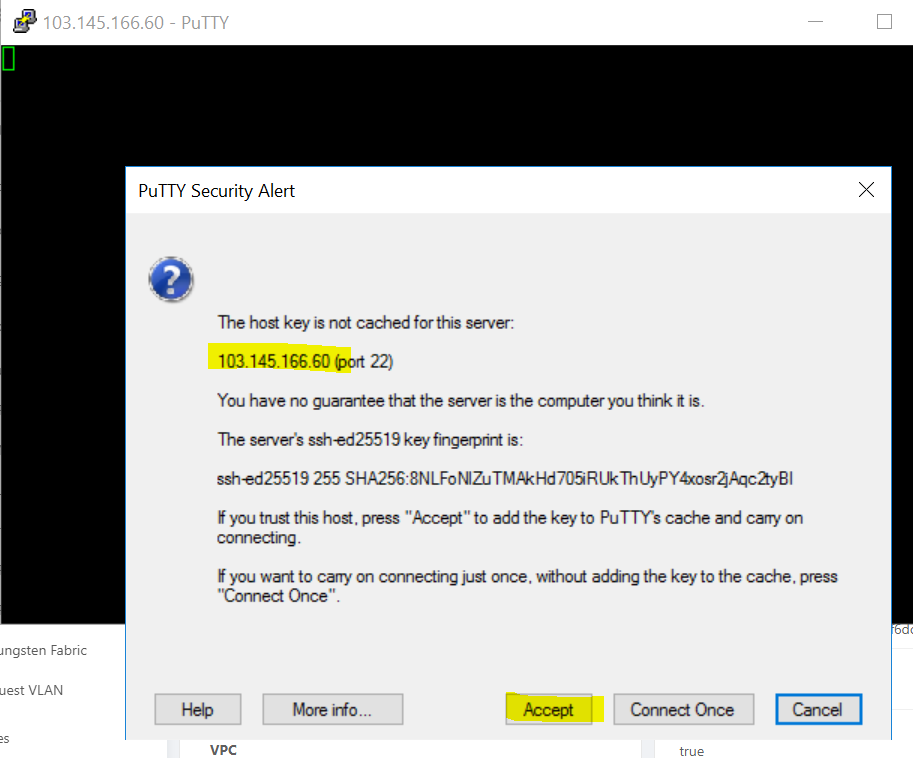 103.145.166.60 - PuTTY
PuTTY Security Alert
The host key is not cached for this server:
103.145.166.60 (port 22)
You have no guarantee that the server is the computer you think it is.
The server's ssh-ed25519 key fingerprint is:
ssh-ed25519 255 SHA256:8NLFoNlZuTMAkHd705iRUkThUyPY4xosr2jAqc2tyBI
If you trust this host, press "Accept" to add the key to PuTTY's cache and carry on
connecting.
If you want to carry on connecting just once, without adding the key to the cache, press
"Connect Once".
ungsten Fabric
uest VLAN
Help
More info...
Accept
Connect Once
Cancel
es
VPC
true